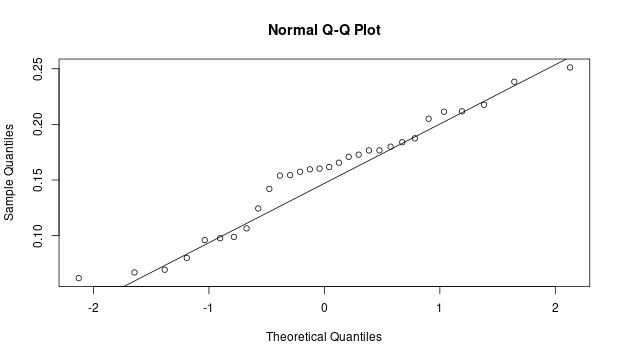 Normal Q-Q Plot
Sample Quantiles
0.25
0.20
0.15
0.10
-2 -1 0 1 2
Theoretical Quantiles